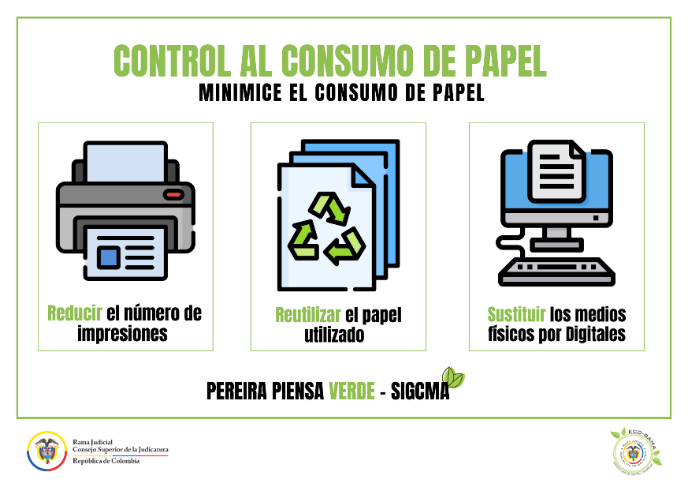 CONTROL AL CONSUMO DE PAPEL
MINIMICE EL CONSUMO DE PAPEL
Reducir el número de
impresiones
Reutilizar el papel
utilizado
Sustituir los medios
físicos por Digitales
PEREIRA PIENSA VERDE - SIGCMA
Rama Judicial
Consejo Superior de la Judicatura
República de Colombia
ECO-RAMA